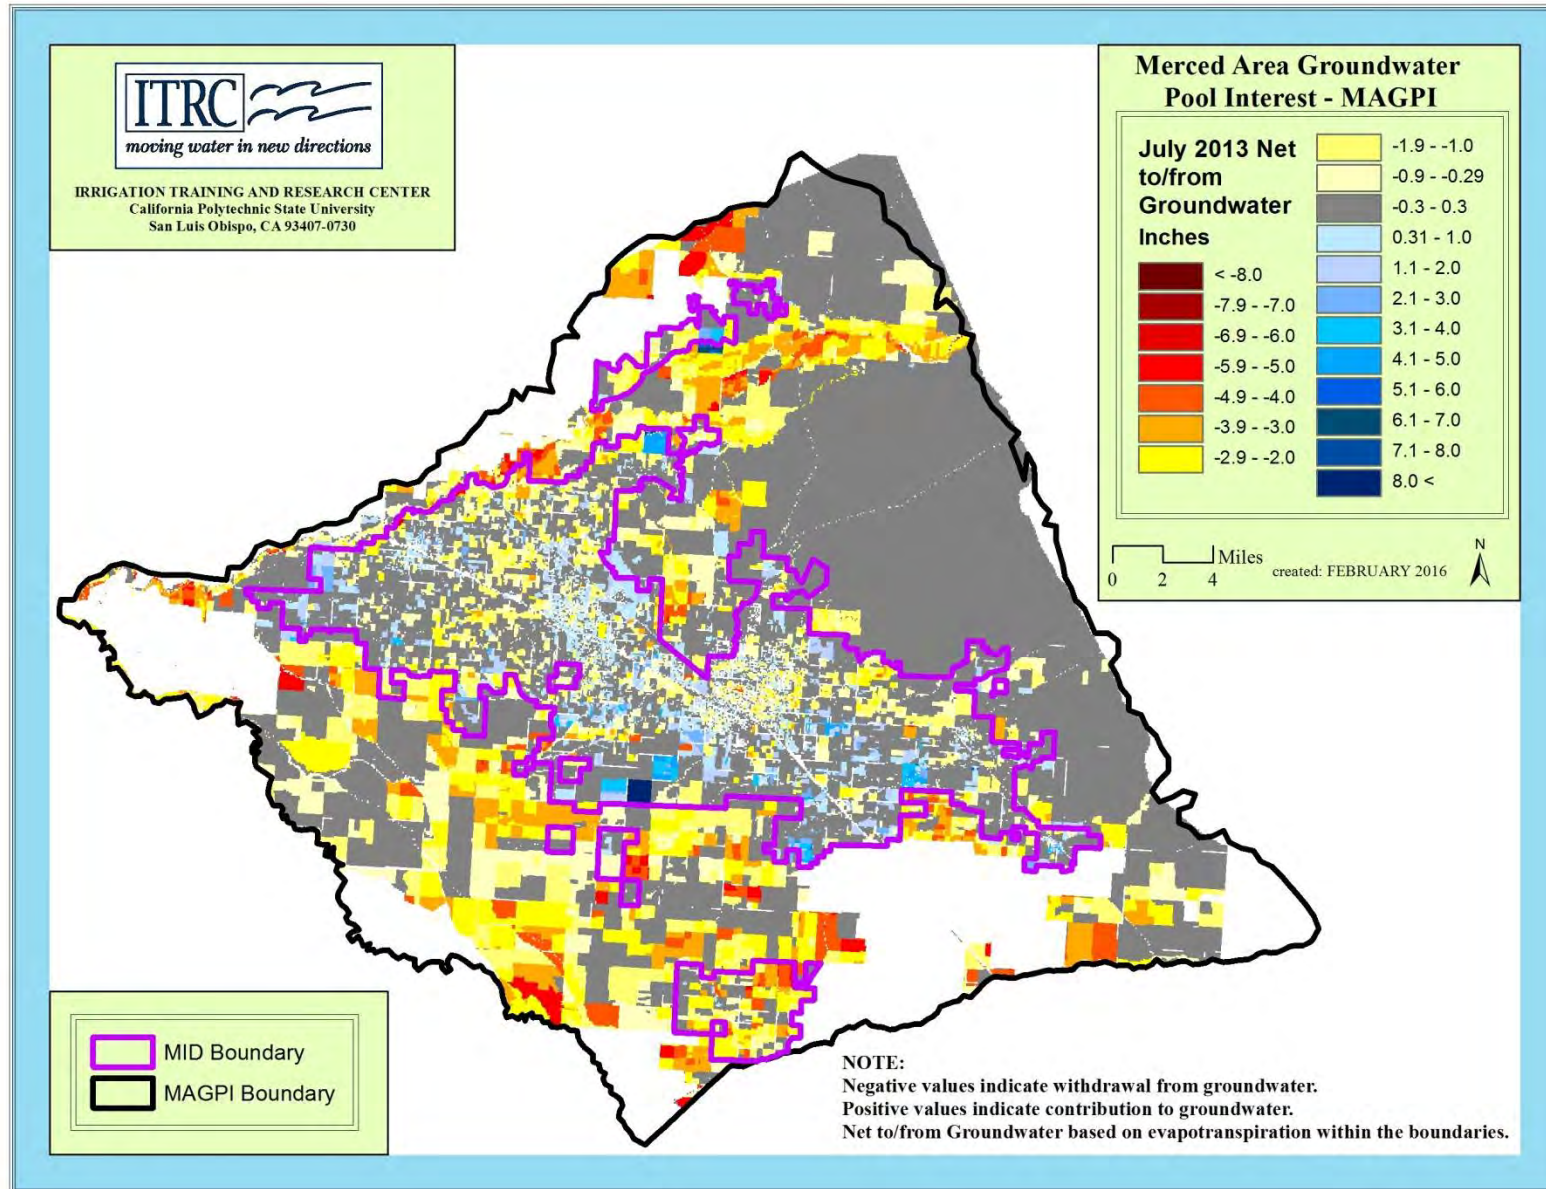 ITRC
moving water in new directions
IRRIGATION TRAINING AND RESEARCH CENTER
California Polytechnic State University
San Luis Obispo, CA 93407-0730
Merced Area Groundwater
Pool Interest - MAGPI
July 2013 Net
to/from
Groundwater
Inches
< -8.0
-7.9 - -7.0
-6.9 - -6.0
-5.9 - -5.0
-4.9 - -4.0
-3.9 - -3.0
-2.9 - -2.0
-1.9 - -1.0
-0.9 - -0.29
-0.3 - 0.3
0.31 - 1.0
1.1 - 2.0
2.1 - 3.0
3.1 - 4.0
4.1 - 5.0
5.1 - 6.0
6.1 - 7.0
7.1 - 8.0
8.0 <
0 2 4 Miles
created: FEBRUARY 2016
N
MID Boundary
MAGPI Boundary
NOTE:
Negative values indicate withdrawal from groundwater.
Positive values indicate contribution to groundwater.
Net to/from Groundwater based on evapotranspiration within the boundaries.